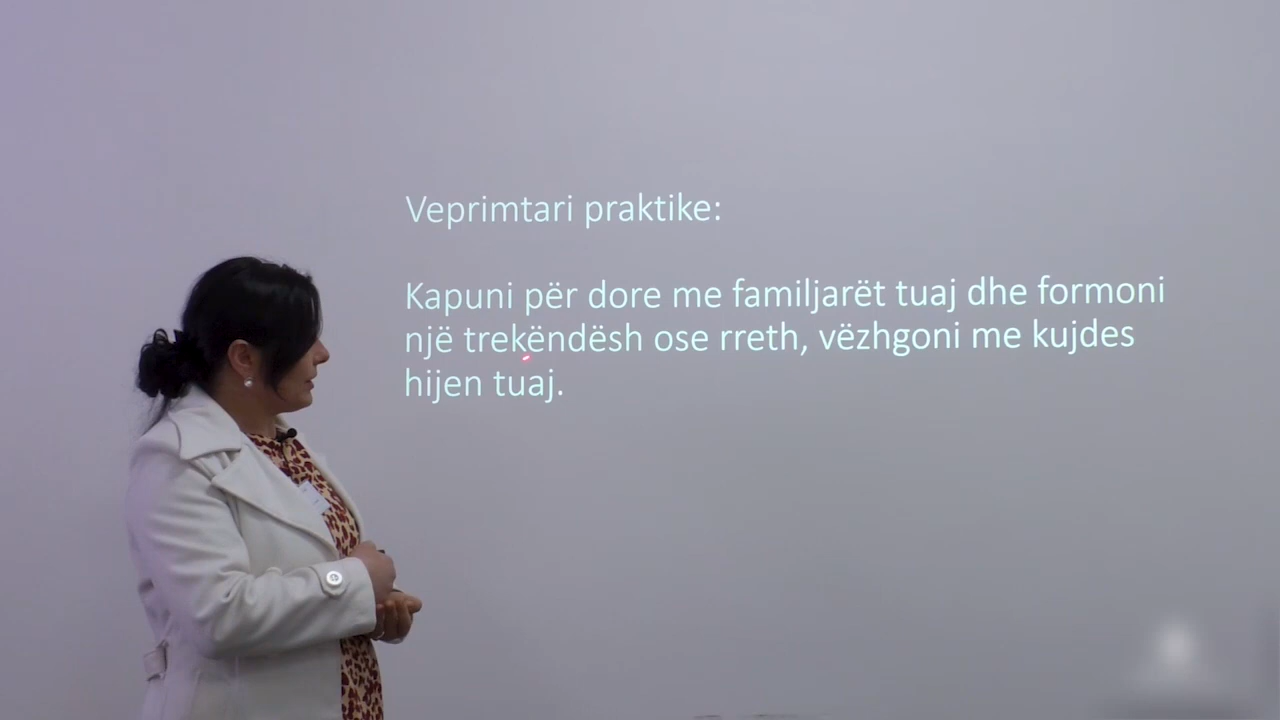 Veprimtari praktike:
Kapuni për dore me familjarët tuaj dhe formoni
një trekëndësh ose rreth, vëzhgoni me kujdes
hijen tuaj.